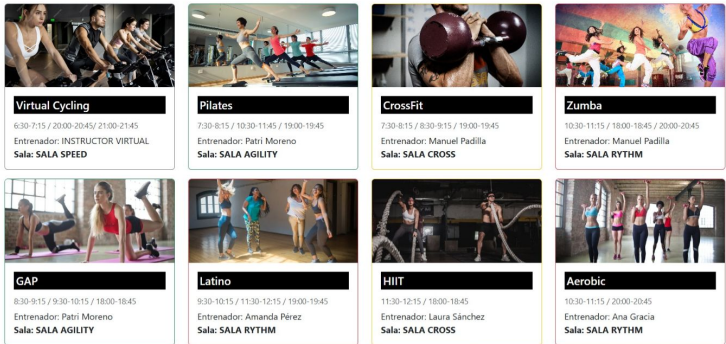 Virtual Cycling
6:30-7:15 / 20:00-20:45/ 21:00-21:45
Entrenador: INSTRUCTOR VIRTUAL
Sala: SALA SPEED
Pilates
7:30-8:15 / 10:30-11:45 / 19:00-19:45
Entrenador: Patri Moreno
Sala: SALA AGILITY
CrossFit
7:30-8:15 / 8:30-9:15 / 19:00-19:45
Entrenador: Manuel Padilla
Sala: SALA CROSS
Zumba
10:30-11:15 / 18:00-18:45 / 20:00-20:45
Entrenador: Manuel Padilla
Sala: SALA RYTHM
GAP
8:30-9:15 / 9:30-10:15 / 18:00-18:45
Entrenador: Patri Moreno
Sala: SALA AGILITY
Latino
9:30-10:15 / 11:30-12:15 / 19:00-19:45
Entrenador: Amanda Pérez
Sala: SALA RYTHM
HIIT
11:30-12:15 / 18:00-18:45
Entrenador: Laura Sánchez
Sala: SALA CROSS
Aerobic
10:30-11:15 / 20:00-20:45
Entrenador: Ana Gracia
Sala: SALA RYTHM